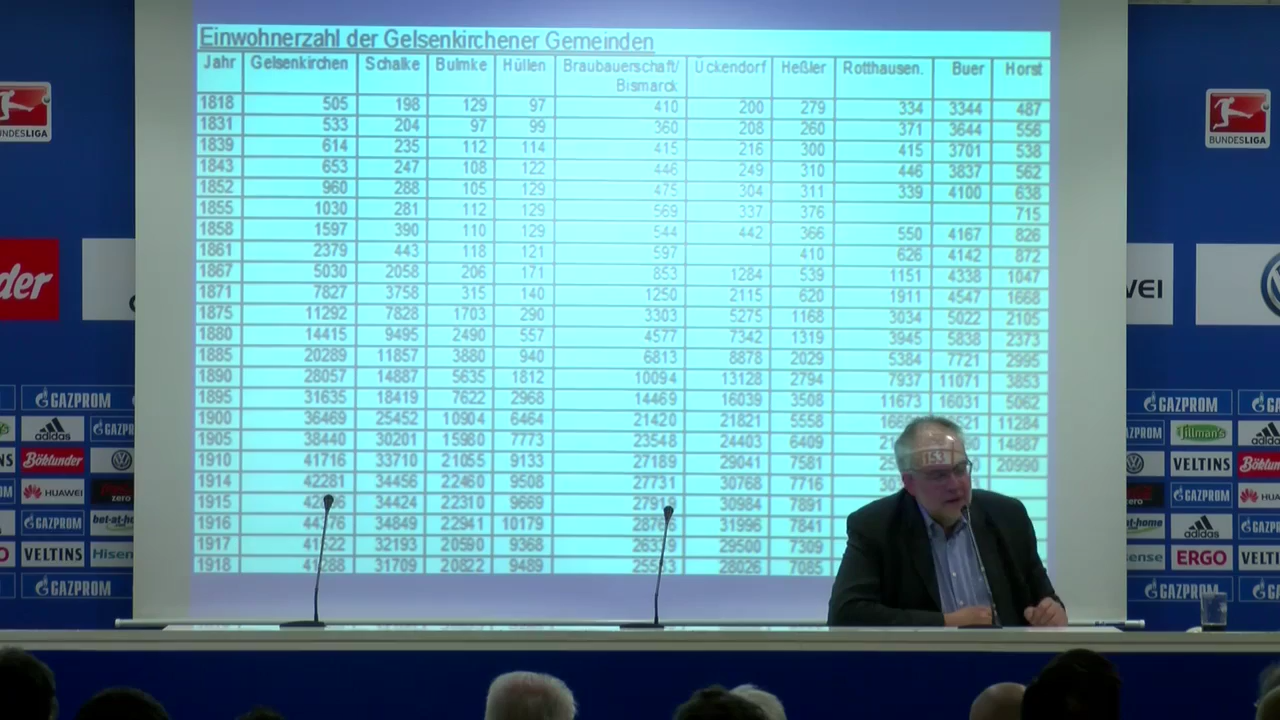 Einwohnerzahl der Gelsenkirchener Gemeinden
Jahr Gelsenkirchen Schalke Bulmke Hüllen Braubauerschaft/ Bismarck Ückendorf Heßler Rotthausen. Buer Horst
1818 505 198 129 97 410 200 279 334 3344 487
1831 533 204 97 99 360 208 260 371 3644 556
1839 614 235 112 114 415 216 300 415 3701 538
1843 653 247 108 122 446 249 310 446 3837 562
1852 960 288 105 129 475 304 311 339 4100 638
1855 1030 281 112 129 569 337 376 715
1858 1597 390 110 129 544 442 366 550 4167 826
1861 2379 443 118 121 597 410 626 4142 872
1867 5030 2058 206 171 853 1284 539 1151 4338 1047
1871 7827 3758 315 140 1250 2115 620 1911 4547 1668
1875 11292 7828 1703 290 3303 5275 1168 3034 5022 2105
1880 14415 9495 2490 557 4577 7342 1319 3945 5838 2373
1885 20289 11857 3880 940 6813 8878 2029 5384 7721 2995
1890 28057 14887 5635 1812 10094 13128 2794 7937 11071 3853
1895 31635 18419 7622 2968 14469 16039 3508 11673 16031 5062
1900 36469 25452 10904 6464 21420 21821 5558 11284
1905 38440 30201 15980 7773 23548 24403 6409 14887
1910 41716 33710 21055 9133 27189 29041 7581 20990
1914 42281 34456 22460 9508 27731 30768 7716
1915 34424 22310 9669 27919 30984 7891
1916 34849 22941 10179 31996 7841
1917 32193 20590 9368 29500 7309
1918 31709 20822 9489 28026 7085
153
BUNDESLIGA
BUNDESLIGA
GAZPROM
adidas
Böklunder
HUAWEI
zero
GAZPROM
bet-at-home
VELTINS
Hisense
GAZPROM
GAZPROM
Tillman's
adidas
VELTINS
GAZPROM
adidas
ERGO
GAZPROM